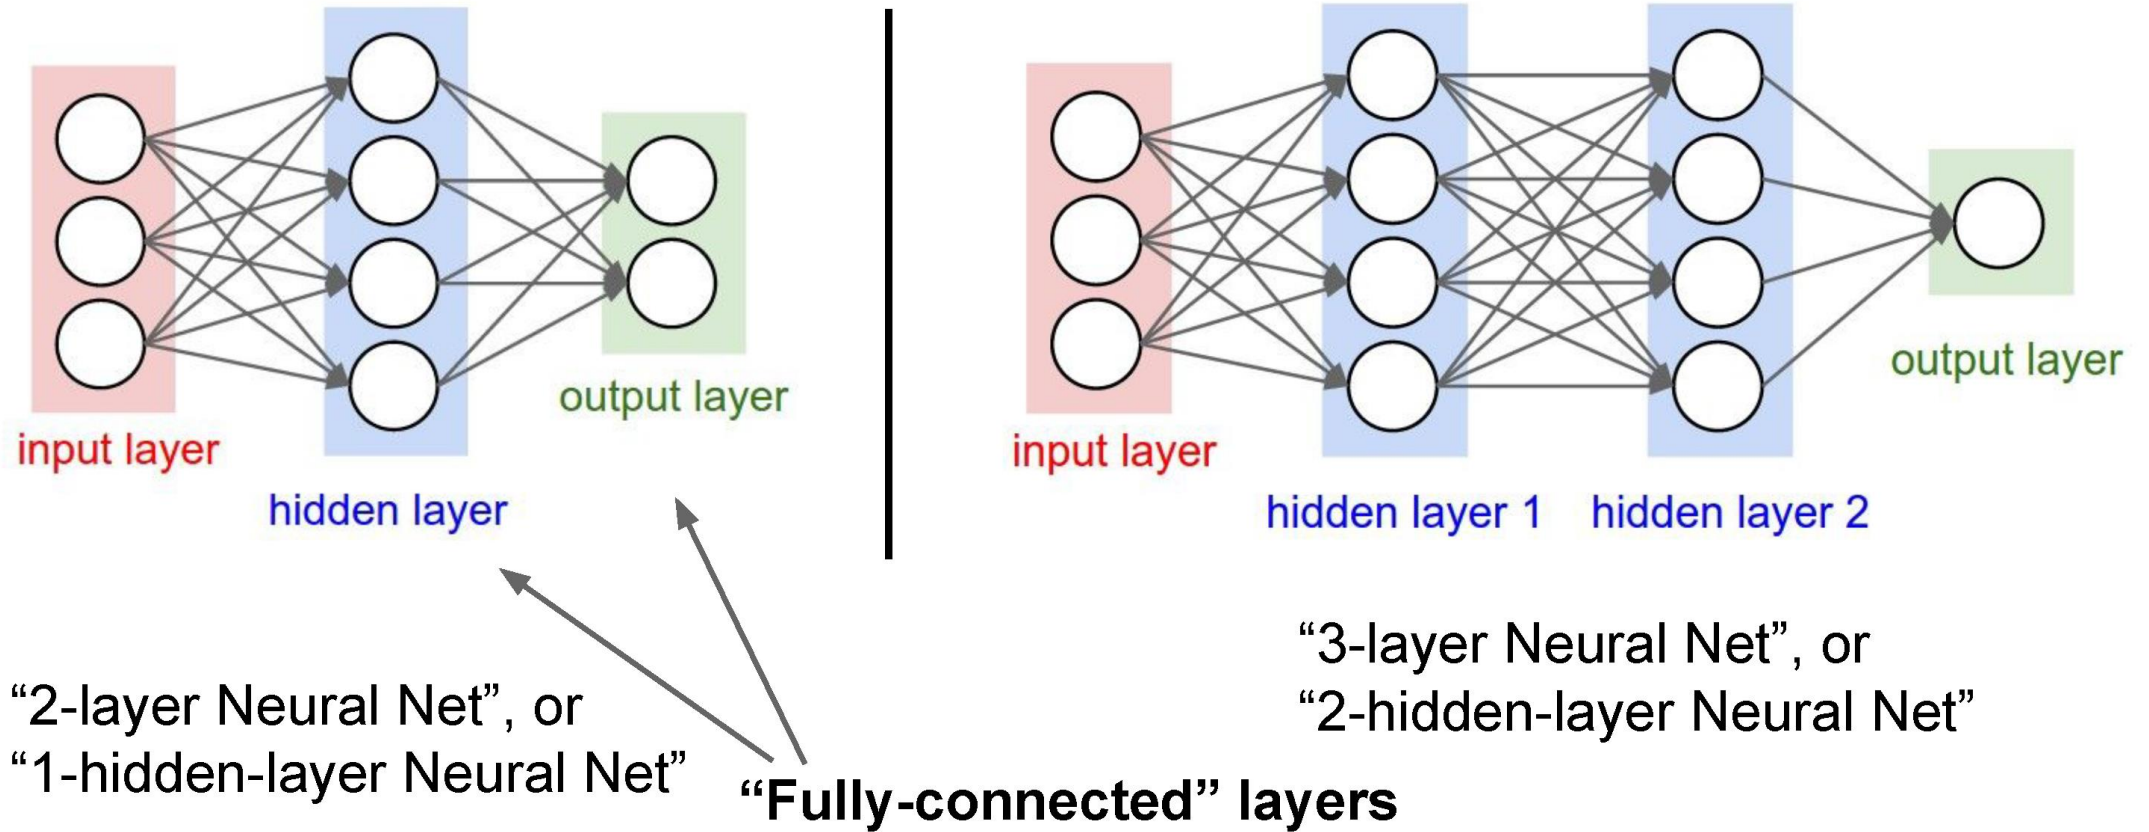 input layer
hidden layer
output layer
input layer
hidden layer 1
hidden layer 2
output layer
“2-layer Neural Net”, or
“1-hidden-layer Neural Net”
“Fully-connected” layers
“3-layer Neural Net”, or
“2-hidden-layer Neural Net”